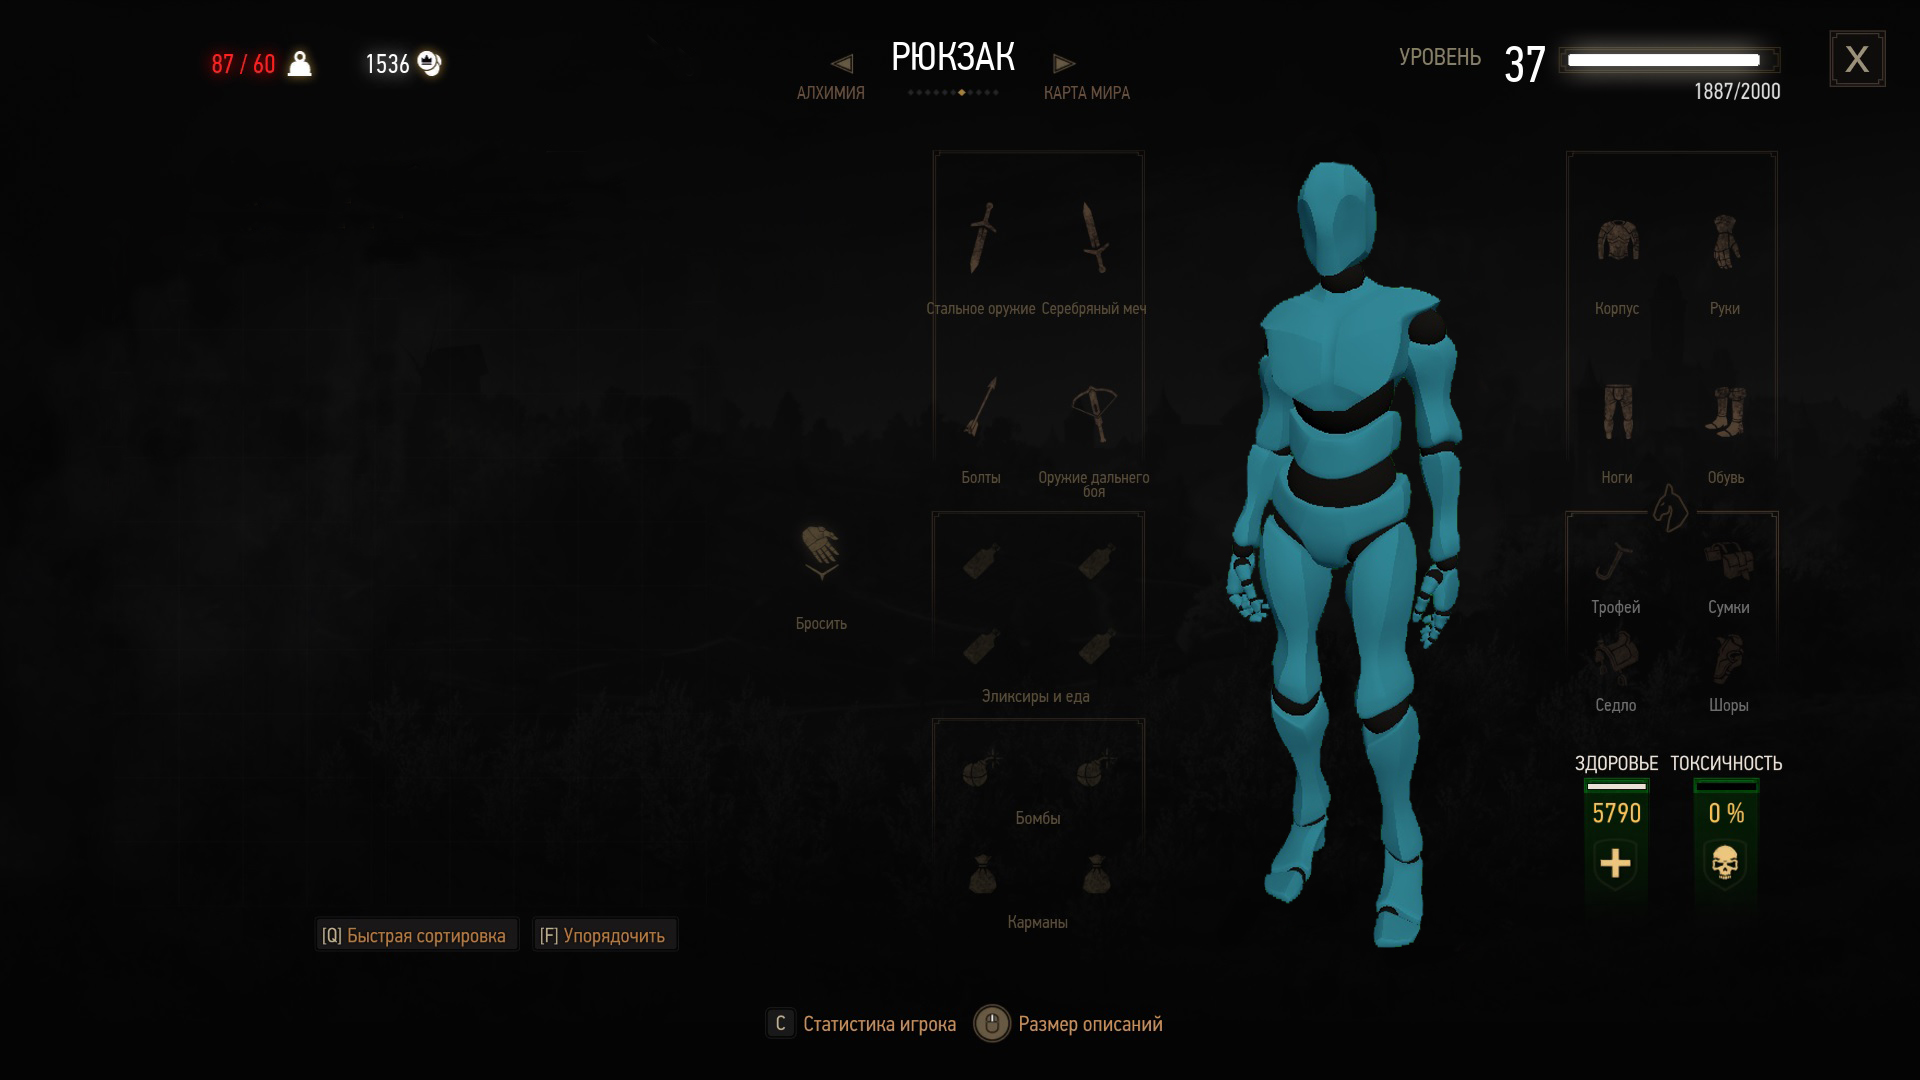 87 / 60
1536
РЮКЗАК
АЛХИМИЯ
КАРТА МИРА
УРОВЕНЬ 37
1887/2000
X
Стальное оружие
Серебряный меч
Болты
Оружие дальнего
боя
Бросить
Эликсиры и еда
Бомбы
Карманы
Корпус
Руки
Ноги
Обувь
Трофей
Сумки
Седло
Шоры
ЗДОРОВЬЕ
ТОКСИЧНОСТЬ
5790
0 %
[Q] Быстрая сортировка
[F] Упорядочить
C Статистика игрока
Размер описаний